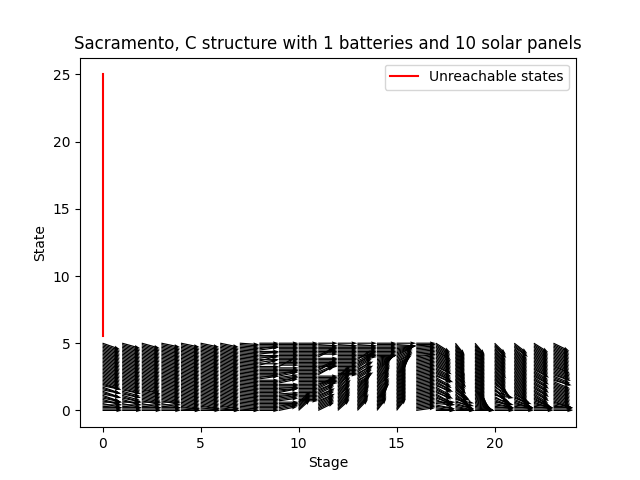 Sacramento, C structure with 1 batteries and 10 solar panels
Unreachable states
25
20
15
10
5
0
State
0 5 10 15 20
Stage